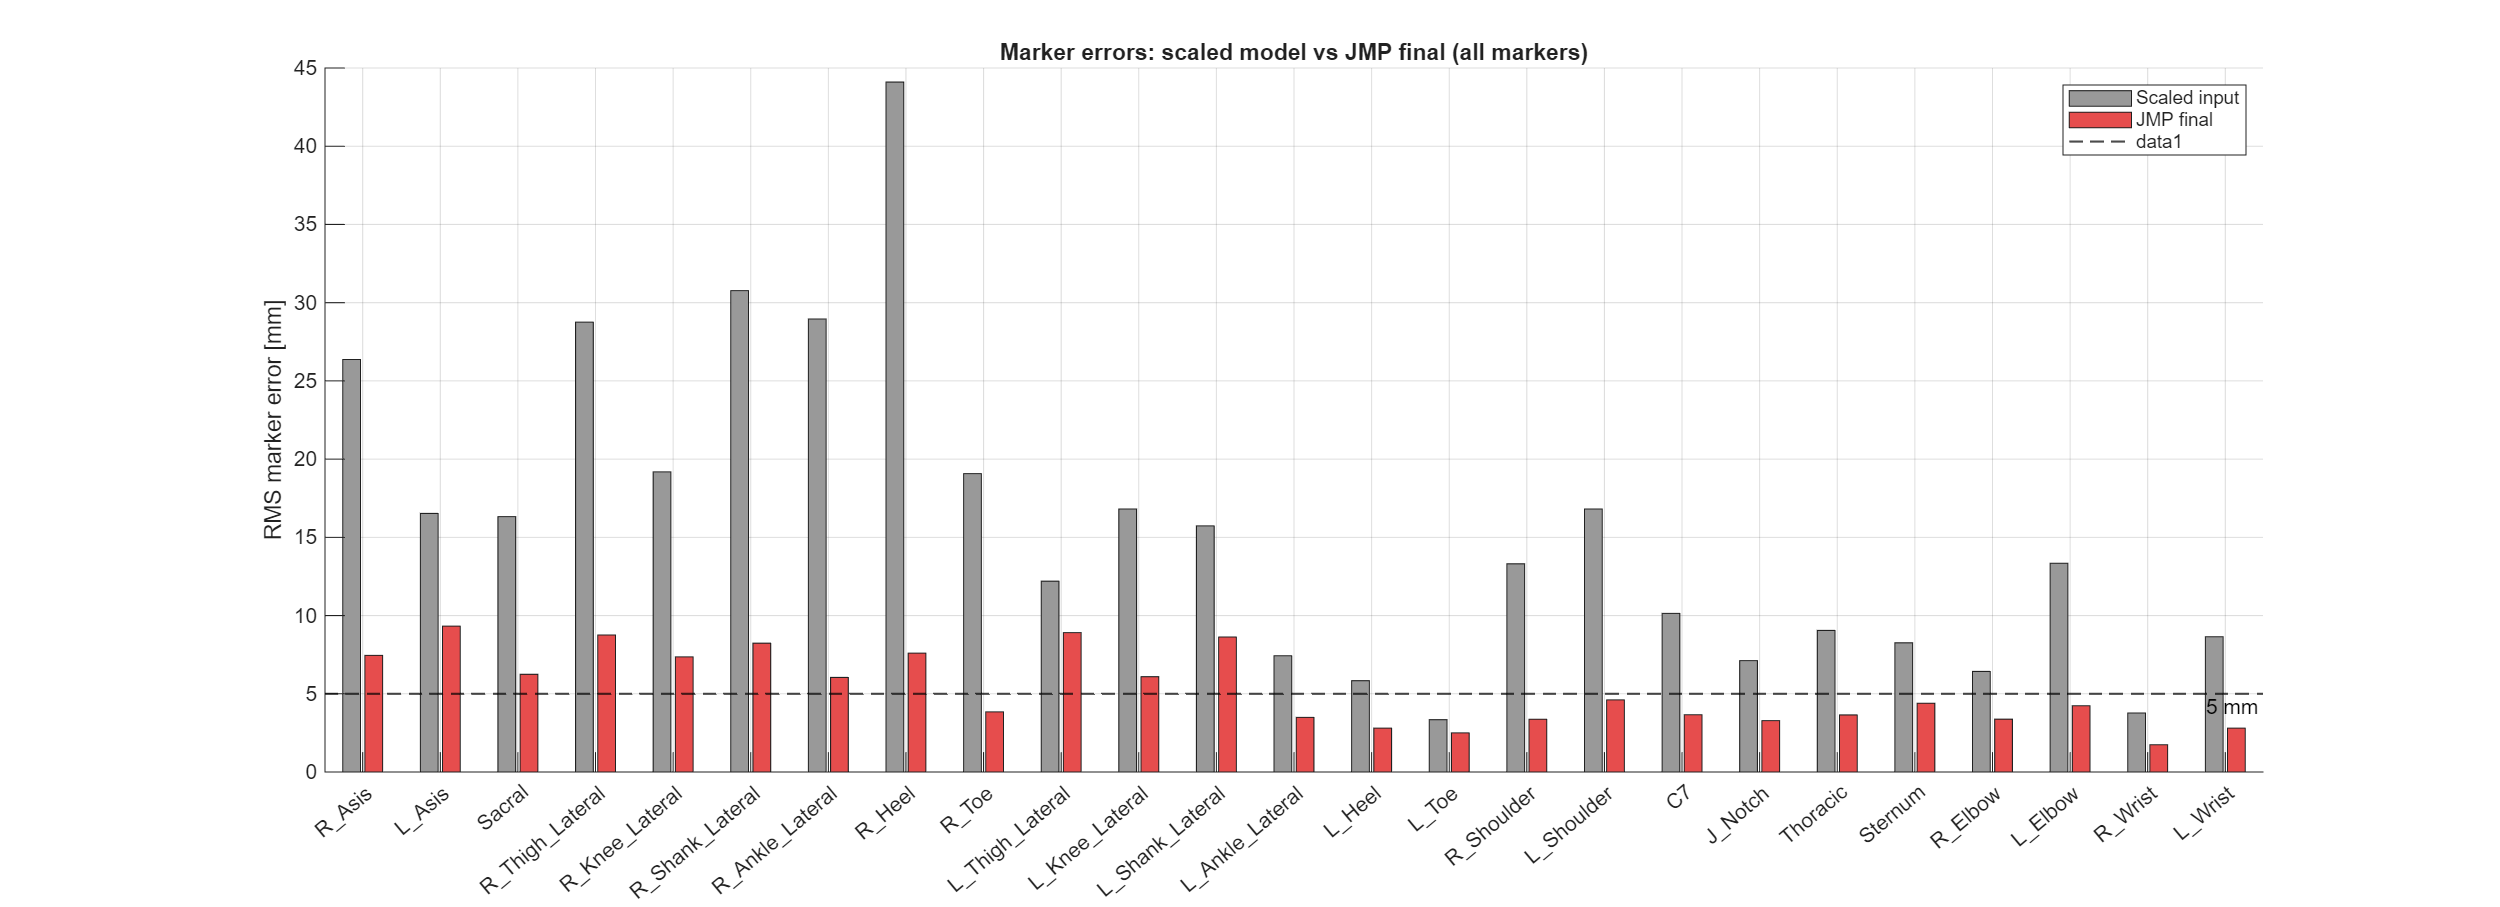 Marker errors: scaled model vs JMP final (all markers)
Scaled input
JMP final
data1
RMS marker error [mm]
45
40
35
30
25
20
15
10
5
0
5 mm
R_Asis
L_Asis
Sacral
R_Thigh_Lateral
R_Knee_Lateral
R_Shank_Lateral
R_Ankle_Lateral
R_Heel
R_Toe
L_Thigh_Lateral
L_Knee_Lateral
L_Shank_Lateral
L_Ankle_Lateral
L_Heel
L_Toe
R_Shoulder
L_Shoulder
C7
J_Notch
Thoracic
Sternum
R_Elbow
L_Elbow
R_Wrist
L_Wrist